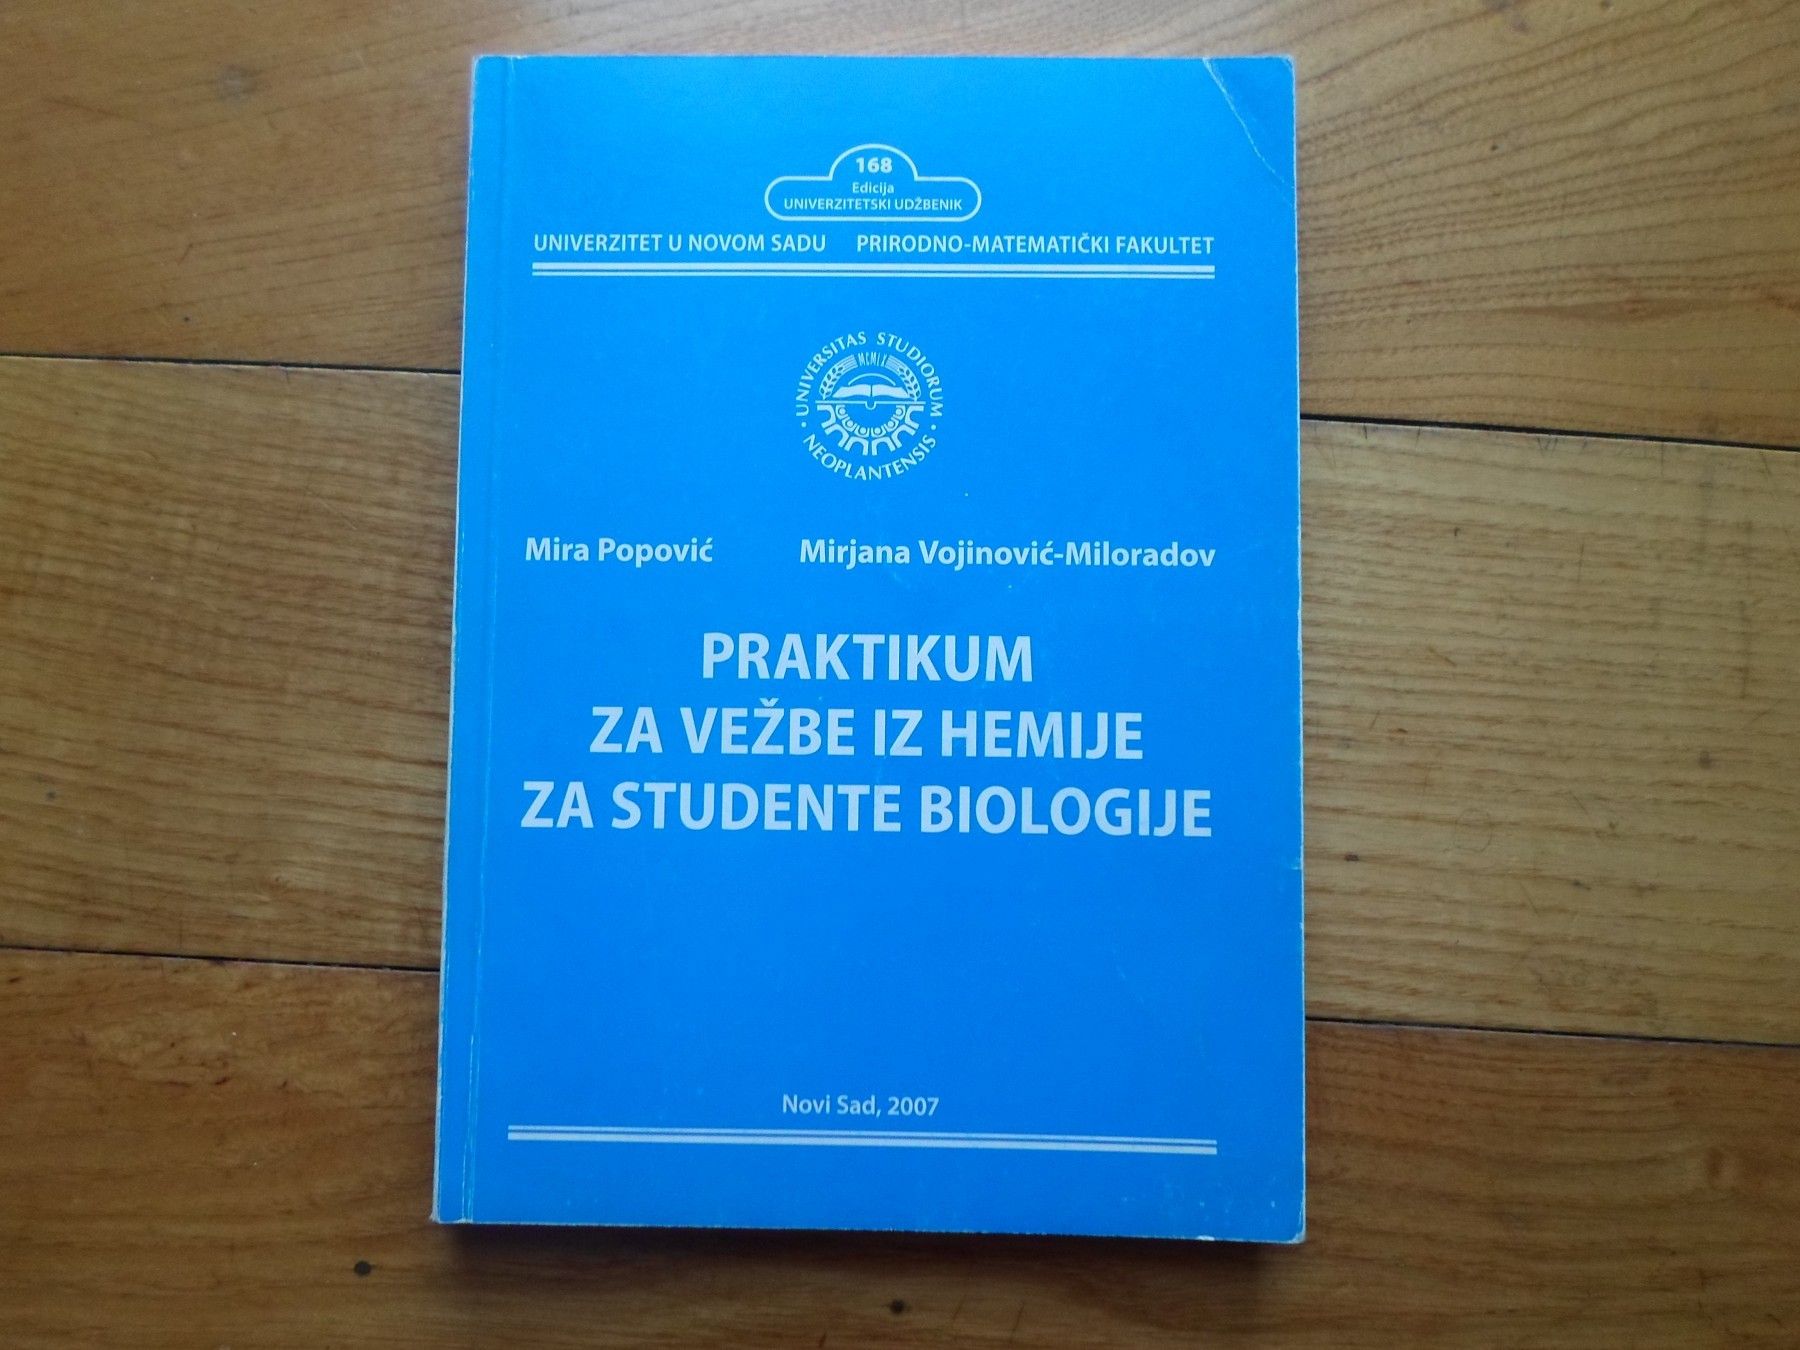 168
Edicija
UNIVERZITETSKI UDŽBENIK
UNIVERZITET U NOVOM SADU PRIRODNO-MATEMATIČKI FAKULTET
UNIVERSITAS STUDIORUM
MCMLX
NEOPLANTENSIS
Mira Popović Mirjana Vojinović-Miloradov
PRAKTIKUM
ZA VEŽBE IZ HEMIJE
ZA STUDENTE BIOLOGIJE
Novi Sad, 2007